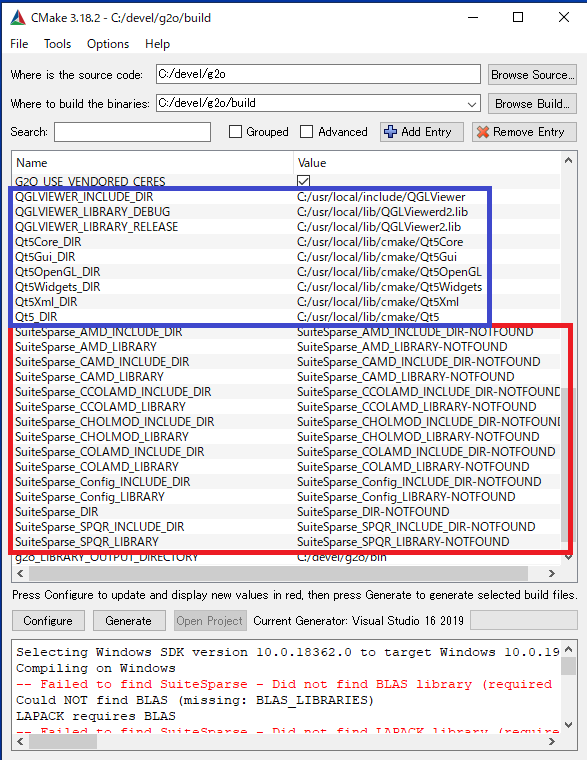 CMake 3.18.2 - C:/devel/g2o/build
File Tools Options Help
Where is the source code: C:/devel/g2o Browse Source...
Where to build the binaries: C:/devel/g2o/build Browse Build...
Search: Grouped Advanced Add Entry Remove Entry
Name Value
G2O_USE_VENDORED_CERES
QGLVIEWER_INCLUDE_DIR C:/usr/local/include/QGLViewer
QGLVIEWER_LIBRARY_DEBUG C:/usr/local/lib/QGLViewerd2.lib
QGLVIEWER_LIBRARY_RELEASE C:/usr/local/lib/QGLViewer2.lib
Qt5Core_DIR C:/usr/local/lib/cmake/Qt5Core
Qt5Gui_DIR C:/usr/local/lib/cmake/Qt5Gui
Qt5OpenGL_DIR C:/usr/local/lib/cmake/Qt5OpenGL
Qt5Widgets_DIR C:/usr/local/lib/cmake/Qt5Widgets
Qt5Xml_DIR C:/usr/local/lib/cmake/Qt5Xml
Qt5_DIR C:/usr/local/lib/cmake/Qt5
SuiteSparse_AMD_INCLUDE_DIR SuiteSparse_AMD_INCLUDE_DIR-NOTFOUND
SuiteSparse_AMD_LIBRARY SuiteSparse_AMD_LIBRARY-NOTFOUND
SuiteSparse_CAMD_INCLUDE_DIR SuiteSparse_CAMD_INCLUDE_DIR-NOTFOUND
SuiteSparse_CAMD_LIBRARY SuiteSparse_CAMD_LIBRARY-NOTFOUND
SuiteSparse_CCOLAMD_INCLUDE_DIR SuiteSparse_CCOLAMD_INCLUDE_DIR-NOTFOUND
SuiteSparse_CCOLAMD_LIBRARY SuiteSparse_CCOLAMD_LIBRARY-NOTFOUND
SuiteSparse_CHOLMOD_INCLUDE_DIR SuiteSparse_CHOLMOD_INCLUDE_DIR-NOTFOUN
SuiteSparse_CHOLMOD_LIBRARY SuiteSparse_CHOLMOD_LIBRARY-NOTFOUND
SuiteSparse_COLAMD_INCLUDE_DIR SuiteSparse_COLAMD_INCLUDE_DIR-NOTFOUND
SuiteSparse_COLAMD_LIBRARY SuiteSparse_COLAMD_LIBRARY-NOTFOUND
SuiteSparse_Config_INCLUDE_DIR SuiteSparse_Config_INCLUDE_DIR-NOTFOUND
SuiteSparse_Config_LIBRARY SuiteSparse_Config_LIBRARY-NOTFOUND
SuiteSparse_DIR SuiteSparse_DIR-NOTFOUND
SuiteSparse_SPQR_INCLUDE_DIR SuiteSparse_SPQR_INCLUDE_DIR-NOTFOUND
SuiteSparse_SPQR_LIBRARY SuiteSparse_SPQR_LIBRARY-NOTFOUND
g2o_LIBRARY_OUTPUT_DIRECTORY C:/devel/g2o/bin
Press Configure to update and display new values in red, then press Generate to generate selected build files.
Configure Generate Open Project Current Generator: Visual Studio 16 2019
Selecting Windows SDK version 10.0.18362.0 to target Windows 10.0.19
Compiling on Windows
-- Failed to find SuiteSparse - Did not find BLAS library (required
Could NOT find BLAS (missing: BLAS_LIBRARIES)
LAPACK requires BLAS
-- Failed to find SuiteSparse - Did not find LAPACK library (require